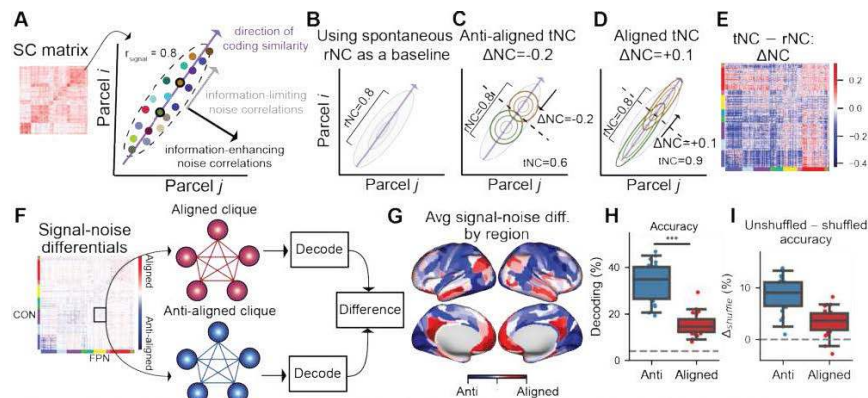 A
SC matrix
r_signal = 0.8
direction of
coding similarity
information-limiting
noise correlations
information-enhancing
noise correlations
Parcel i
Parcel j
B
Using spontaneous
rNC as a baseline
Parcel i
rNC=0.8
Parcel j
C
Anti-aligned tNC
ΔNC=-0.2
rNC=0.8
ΔNC=-0.2
tNC=0.6
Parcel j
D
Aligned tNC
ΔNC=+0.1
rNC=0.8
ΔNC=+0.1
tNC=0.9
Parcel j
E
tNC − rNC:
ΔNC
0.2
0.0
−0.2
−0.4
F
Signal-noise
differentials
CON
FPN
Aligned
Anti-aligned
Aligned clique
Anti-aligned clique
Decode
Decode
Difference
G
Avg signal-noise diff.
by region
Anti
Aligned
H
Accuracy
***
Decoding (%)
40
20
0
Anti
Aligned
I
Unshuffled − shuffled
accuracy
Δshuffle (%)
10
0
Anti
Aligned